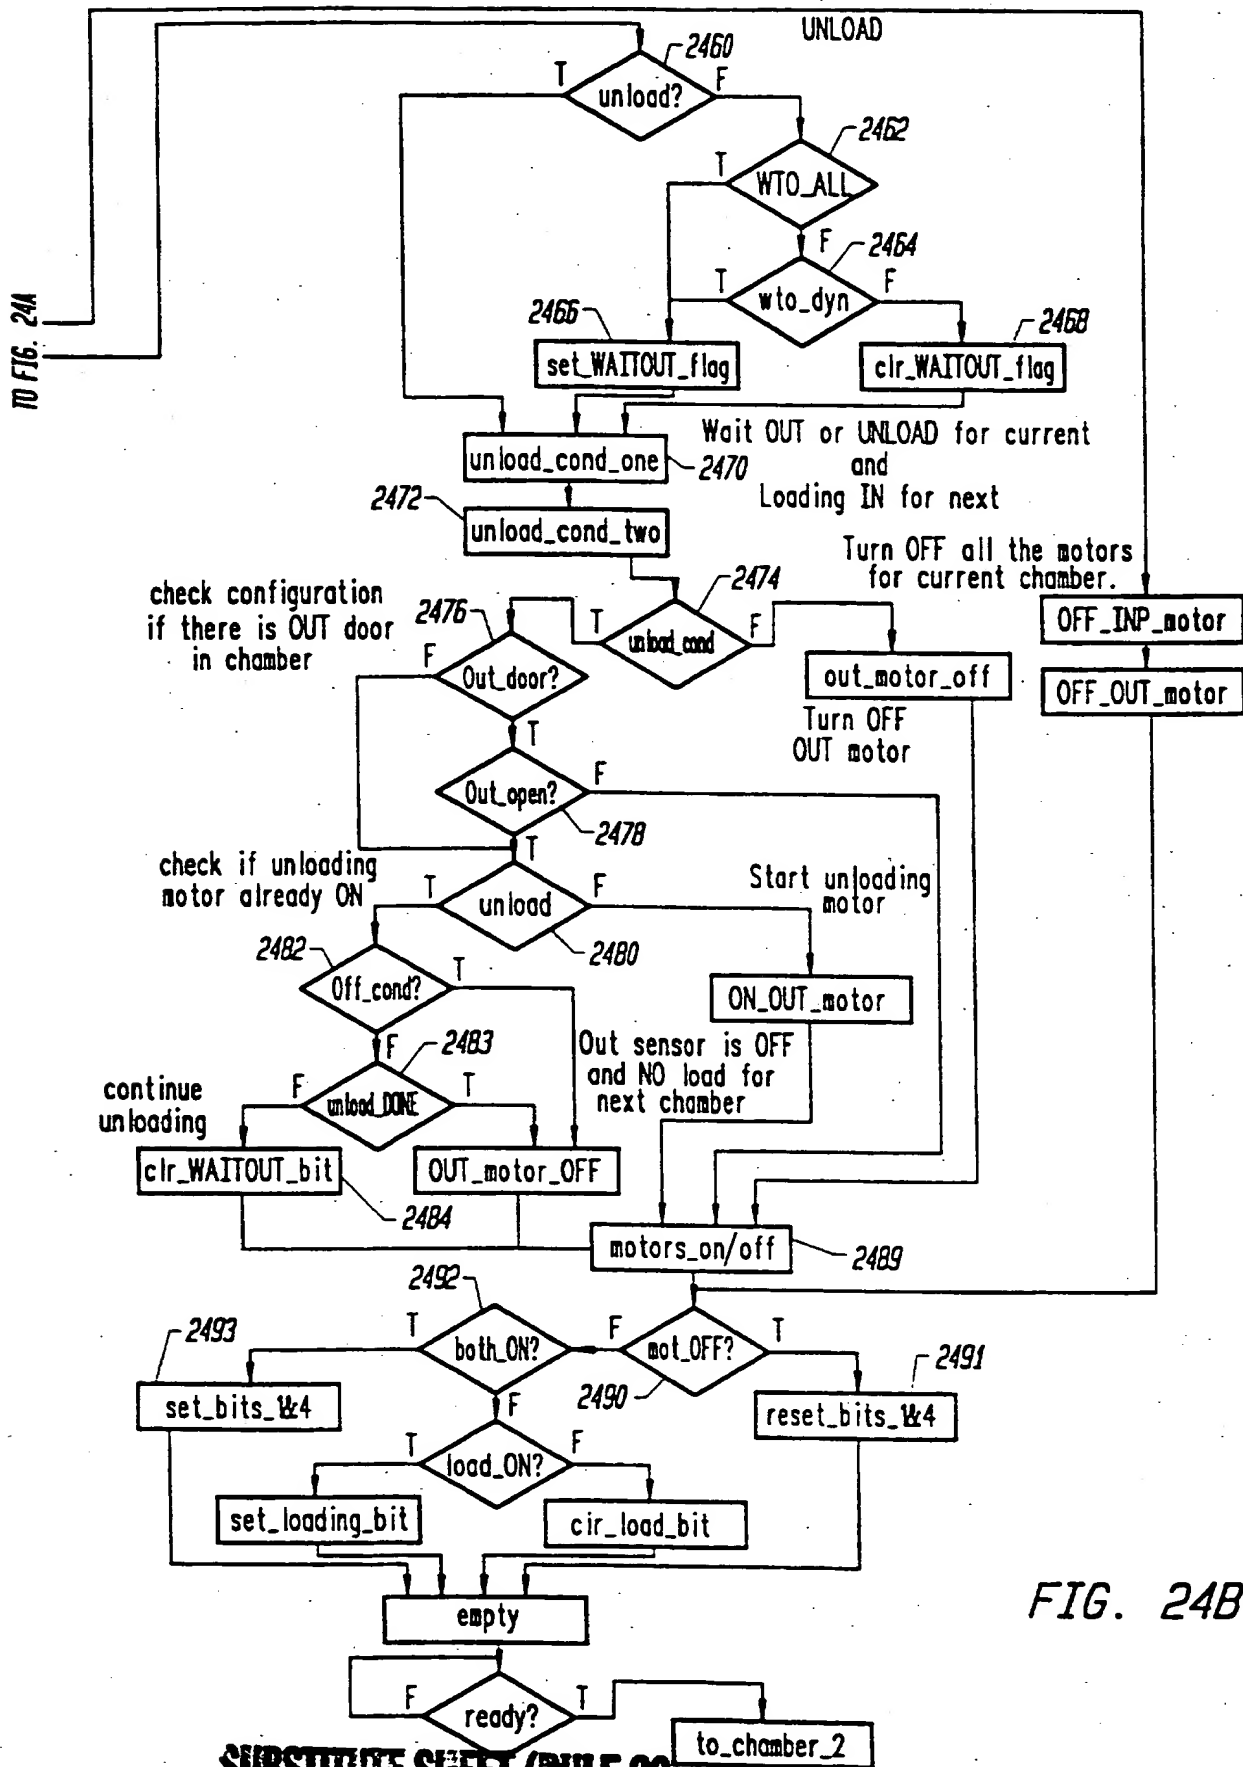 UNLOAD
2460
T
F
unload?
2462
T
WTO_ALL
F
2464
T
F
wto_dyn
TO FIG. 24A
2466
2468
set_WAITOUT_flag
clr_WAITOUT_flag
Wait OUT or UNLOAD for current
and
Loading IN for next
unload_cond_one
2470
2472
unload_cond_two
Turn OFF all the motors
for current chamber.
2474
check configuration
if there is OUT door
in chamber
2476
T
F
unload_cond
OFF_INP_motor
F
Out_door?
out_motor_off
OFF_OUT_motor
T
Turn OFF
OUT motor
F
Out_open?
2478
T
check if unloading
motor already ON
T
F
unload
2480
Start unloading
motor
2482
Off_cond?
T
ON_OUT_motor
F
2483
Out sensor is OFF
and NO load for
next chamber
continue
unloading
F
T
unload_DONE
clr_WAITOUT_bit
OUT_motor_OFF
2484
motors_on/off
2489
2492
T
both_ON?
F
mot_OFF?
T
2490
2493
2491
set_bits_1&4
reset_bits_1&4
F
T
load_ON?
F
set_loading_bit
cir_load_bit
empty
FIG. 24B
F
ready?
T
to_chamber_2
SUBSTITUTE SHEET (RULE